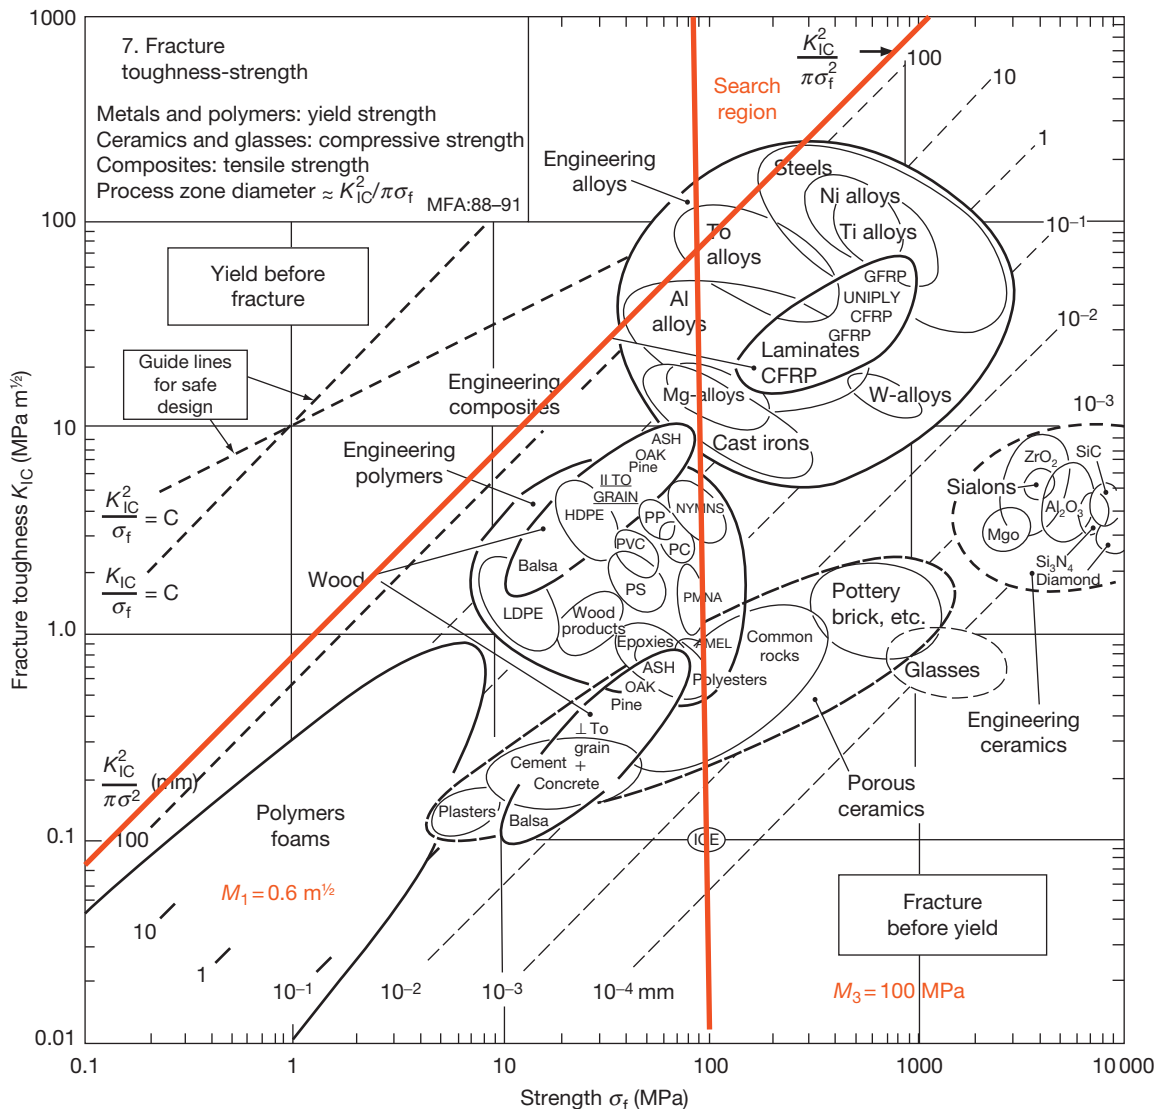 1000
7. Fracture
toughness-strength
Metals and polymers: yield strength
Ceramics and glasses: compressive strength
Composites: tensile strength
Process zone diameter ≈ K²IC/πσf
MFA:88–91
Search
region
K²IC
πσ²f
100
10
1
10⁻¹
10⁻²
10⁻³
Engineering
alloys
Steels
Ni alloys
Ti alloys
To
alloys
100
Yield before
fracture
GFRP
UNIPLY
CFRP
GFRP
Al
alloys
Laminates
CFRP
Guide lines
for safe
design
Engineering
composites
Mg-alloys
W-alloys
10
Cast irons
Engineering
polymers
ASH
OAK
Pine
II TO
GRAIN
ZrO₂
SiC
Sialons
Al₂O₃
Mgo
Si₃N₄
Diamond
K²IC
σf
= C
HDPE
PP
NYMNS
PVC
PC
KIC
σf
= C
Wood
Balsa
PS
PMNA
LDPE
Wood
products
Pottery
brick, etc.
1.0
Epoxies
AMEL
Common
rocks
ASH
Polyesters
Glasses
OAK
Pine
Engineering
ceramics
⊥ To
grain
Cement
+
Concrete
Porous
ceramics
K²IC
πσ²
(mm)
Polymers
foams
Plasters
Balsa
100
0.1
ICE
M₁ = 0.6 m½
Fracture
before yield
10
1
10⁻¹
10⁻²
10⁻³
10⁻⁴ mm
M₃ = 100 MPa
0.01
0.1
1
10
100
1000
10 000
Strength σf (MPa)
Fracture toughness KIC (MPa m½)